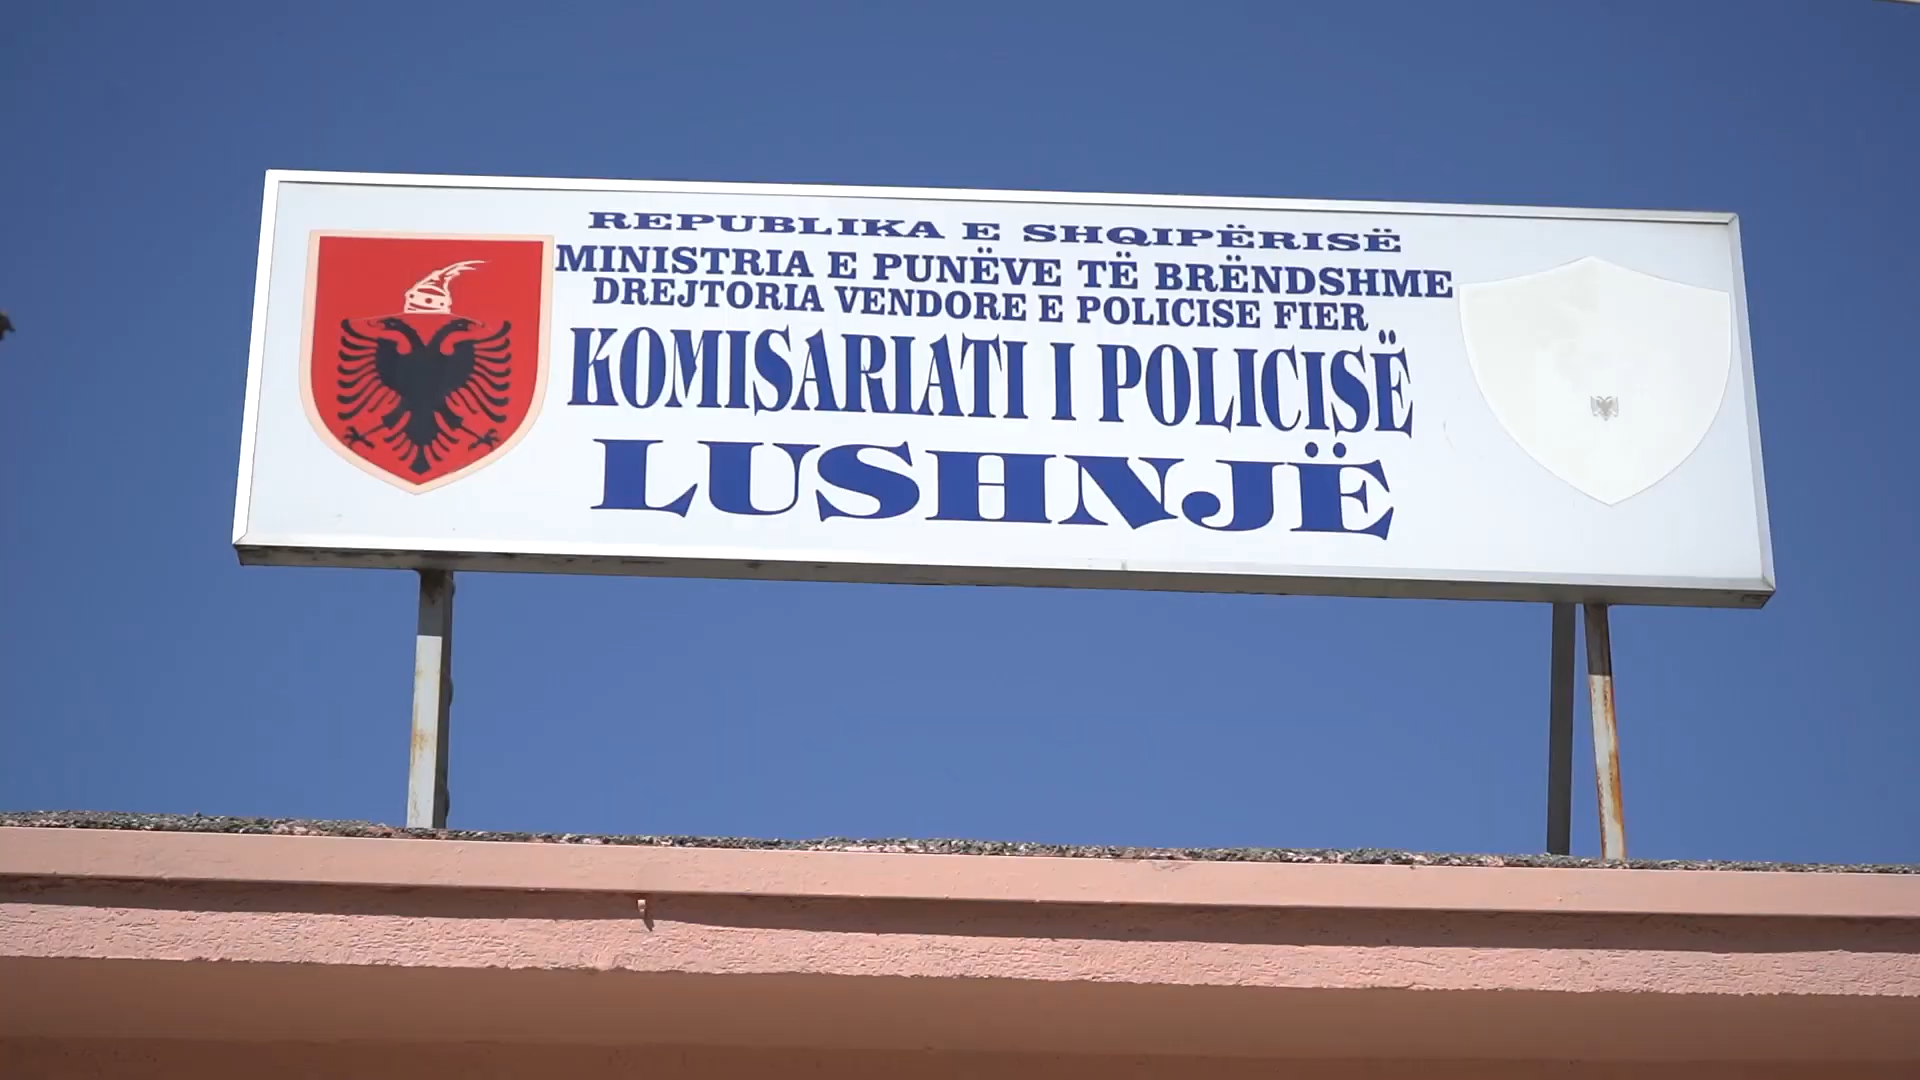 REPUBLIKA E SHQIPËRISË
MINISTRIA E PUNËVE TË BRËNDSHME
DREJTORIA VENDORE E POLICISE FIER
KOMISARIATI I POLICISË
LUSHNJË